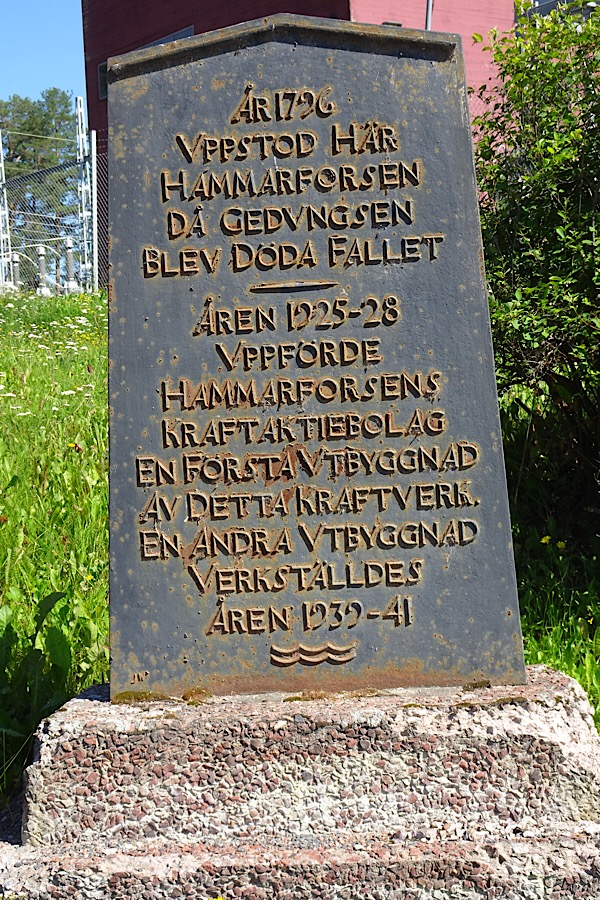 ÅR 1796
VPPSTOD HÄR
HAMMARFORSEN
DÅ GEDVNGSEN
BLEV DÖDA FALLET
ÅREN 1925-28
VPPFÖRDE
HAMMARFORSENS
KRAFTAKTIEBOLAG
EN FÖRSTA VTBYGGNAD
AV DETTA KRAFTVERK.
EN ANDRA VTBYGGNAD
VERKSTÄLLDES
ÅREN 1939-41